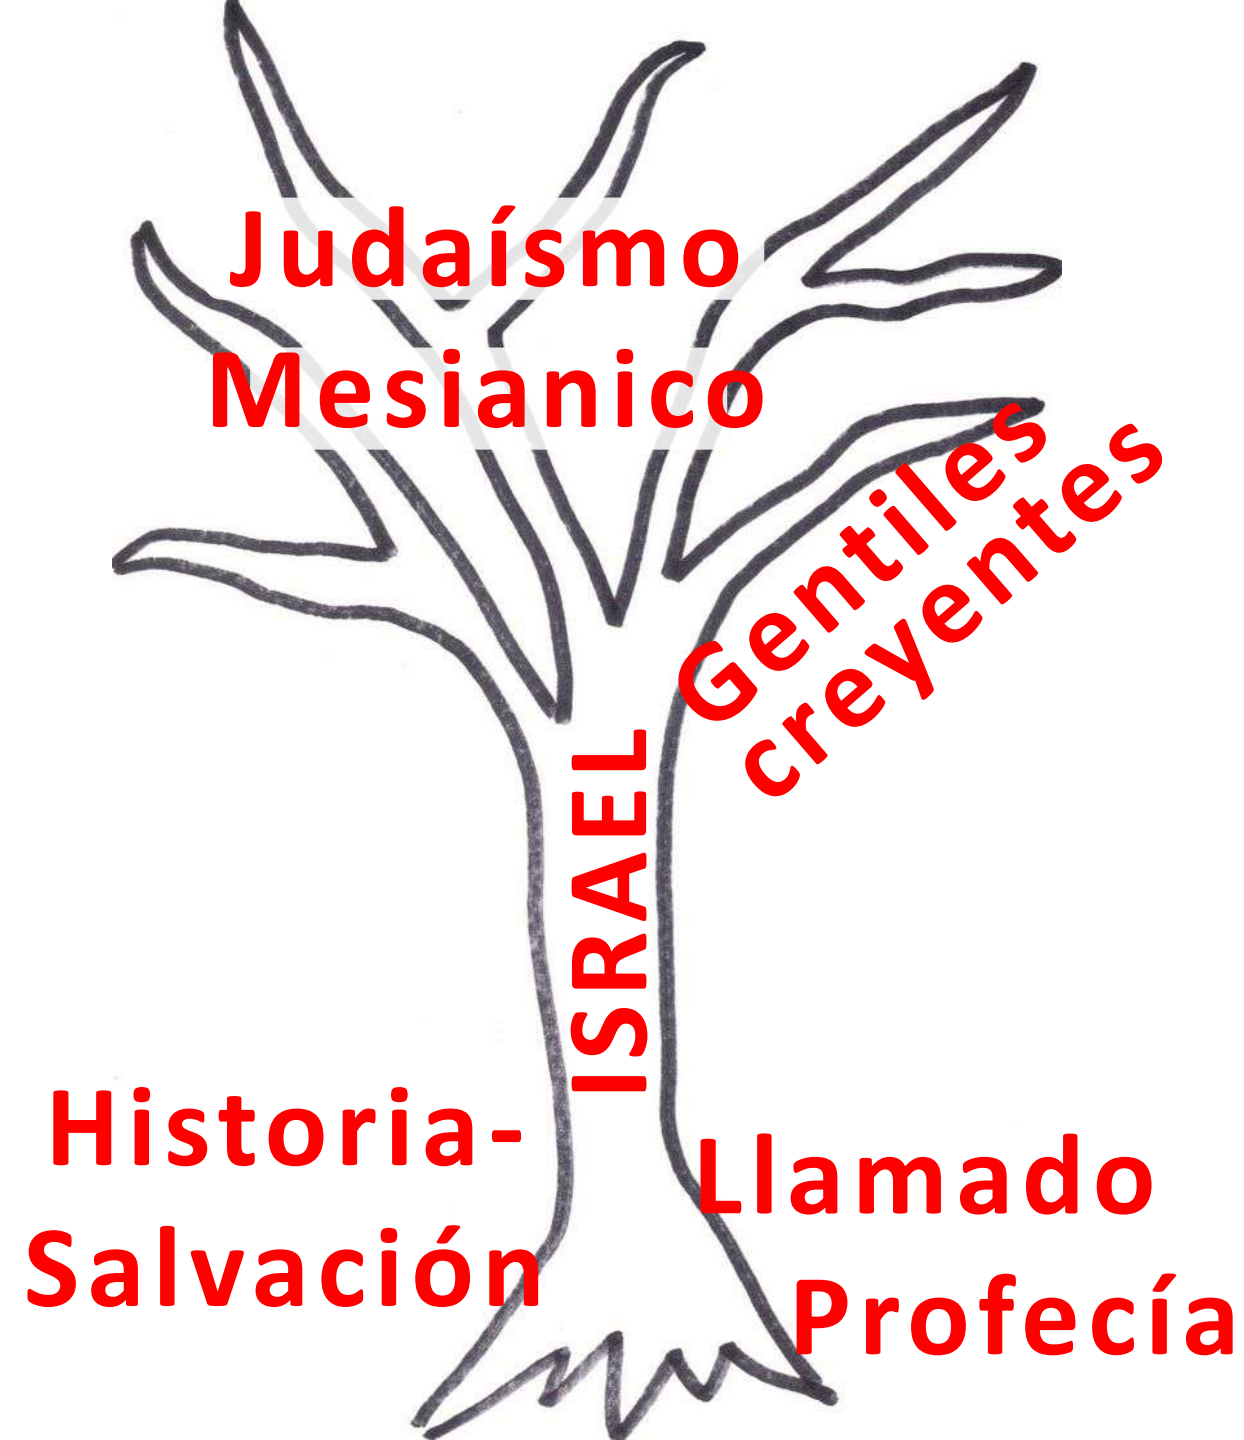 Judaísmo
Mesianico
Gentiles
creyentes
ISRAEL
Historia-
Salvación
Llamado
Profecía